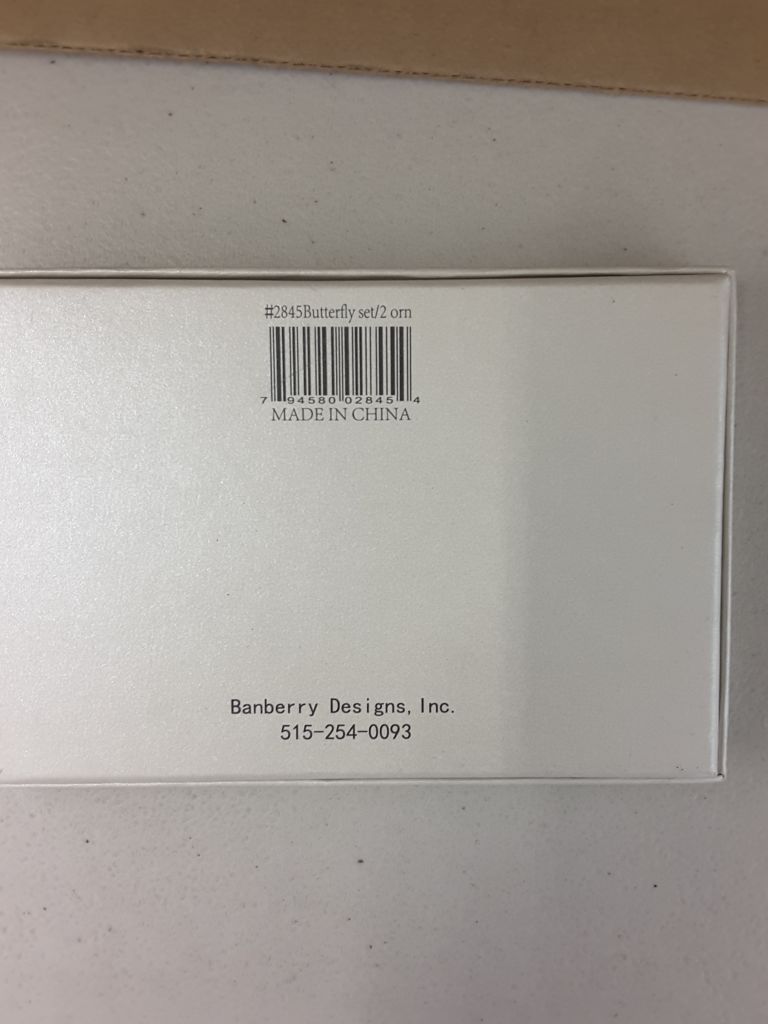 #2845Butterfly set/2 orn
7 94580 02845 4
MADE IN CHINA
Banberry Designs, Inc.
515-254-0093